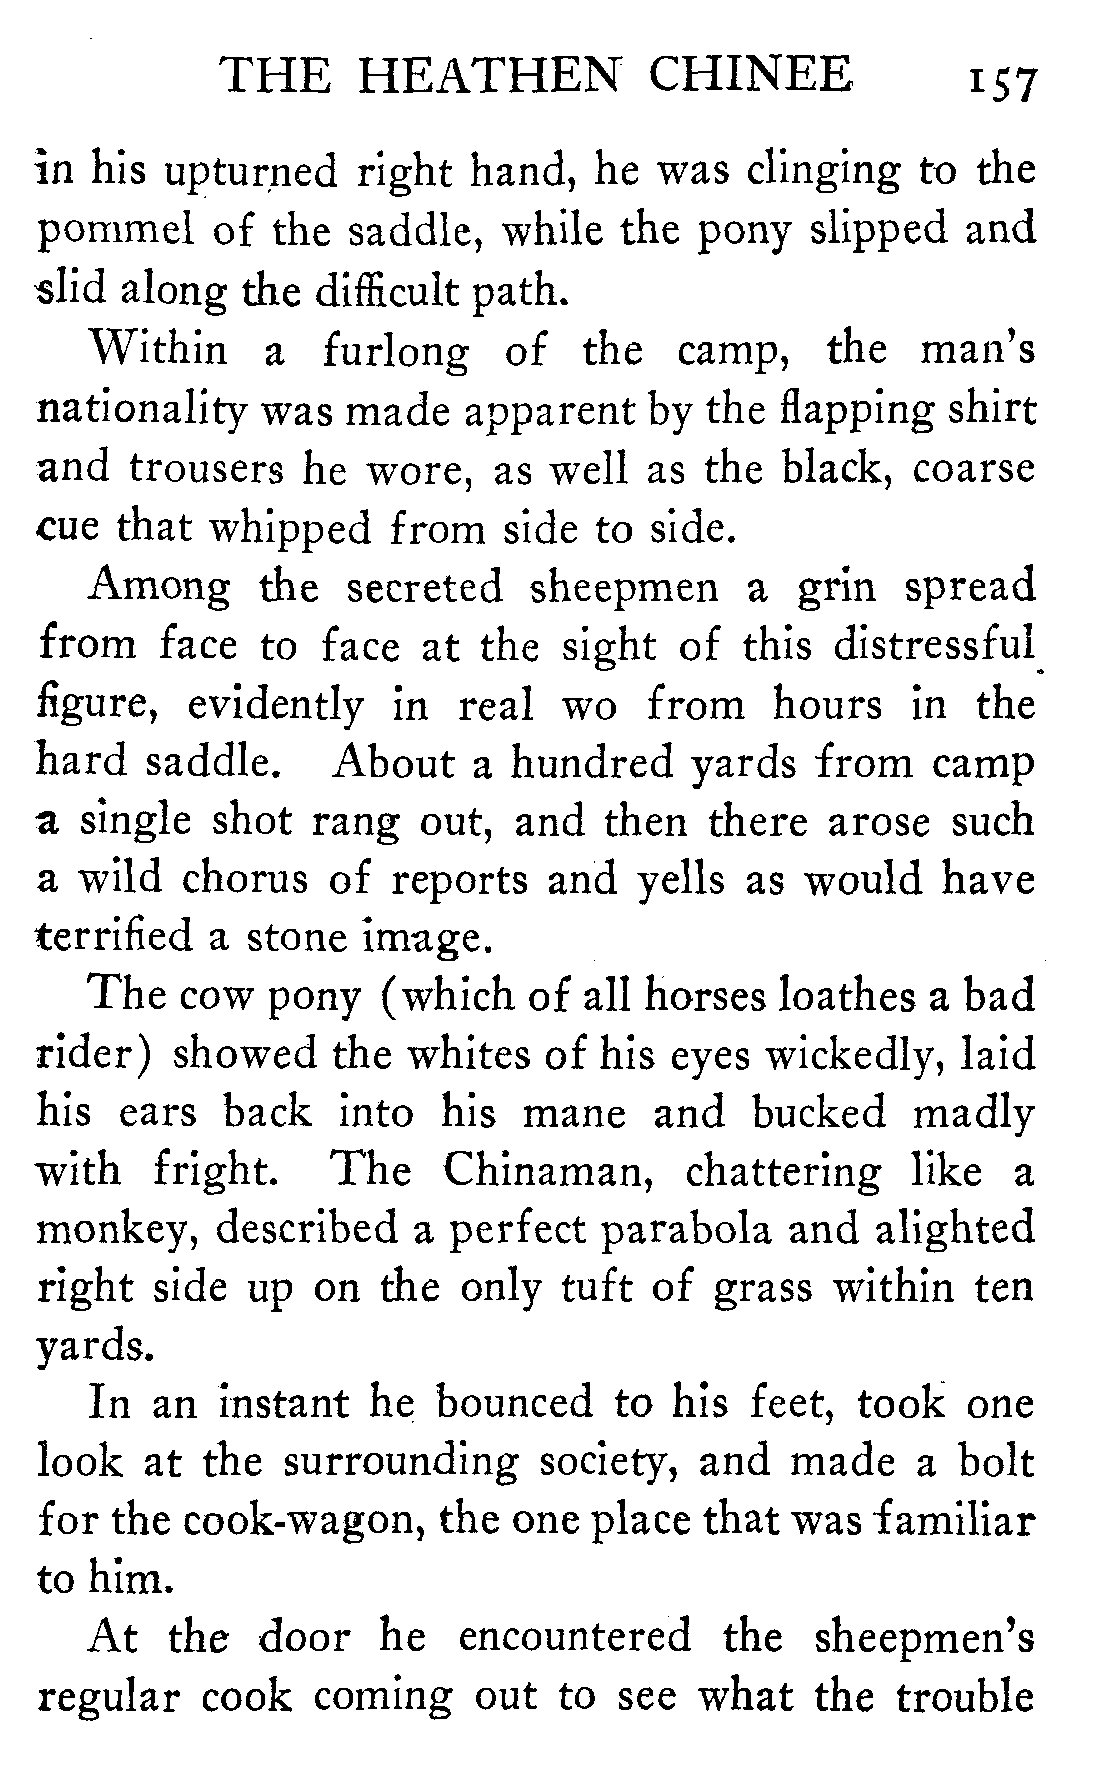 THE HEATHEN CHINEE 157
in his upturned right hand, he was clinging to the
pommel of the saddle, while the pony slipped and
slid along the difficult path.
Within a furlong of the camp, the man's
nationality was made apparent by the flapping shirt
and trousers he wore, as well as the black, coarse
cue that whipped from side to side.
Among the secreted sheepmen a grin spread
from face to face at the sight of this distressful
figure, evidently in real wo from hours in the
hard saddle. About a hundred yards from camp
a single shot rang out, and then there arose such
a wild chorus of reports and yells as would have
terrified a stone image.
The cow pony (which of all horses loathes a bad
rider) showed the whites of his eyes wickedly, laid
his ears back into his mane and bucked madly
with fright. The Chinaman, chattering like a
monkey, described a perfect parabola and alighted
right side up on the only tuft of grass within ten
yards.
In an instant he bounced to his feet, took one
look at the surrounding society, and made a bolt
for the cook-wagon, the one place that was familiar
to him.
At the door he encountered the sheepmen's
regular cook coming out to see what the trouble